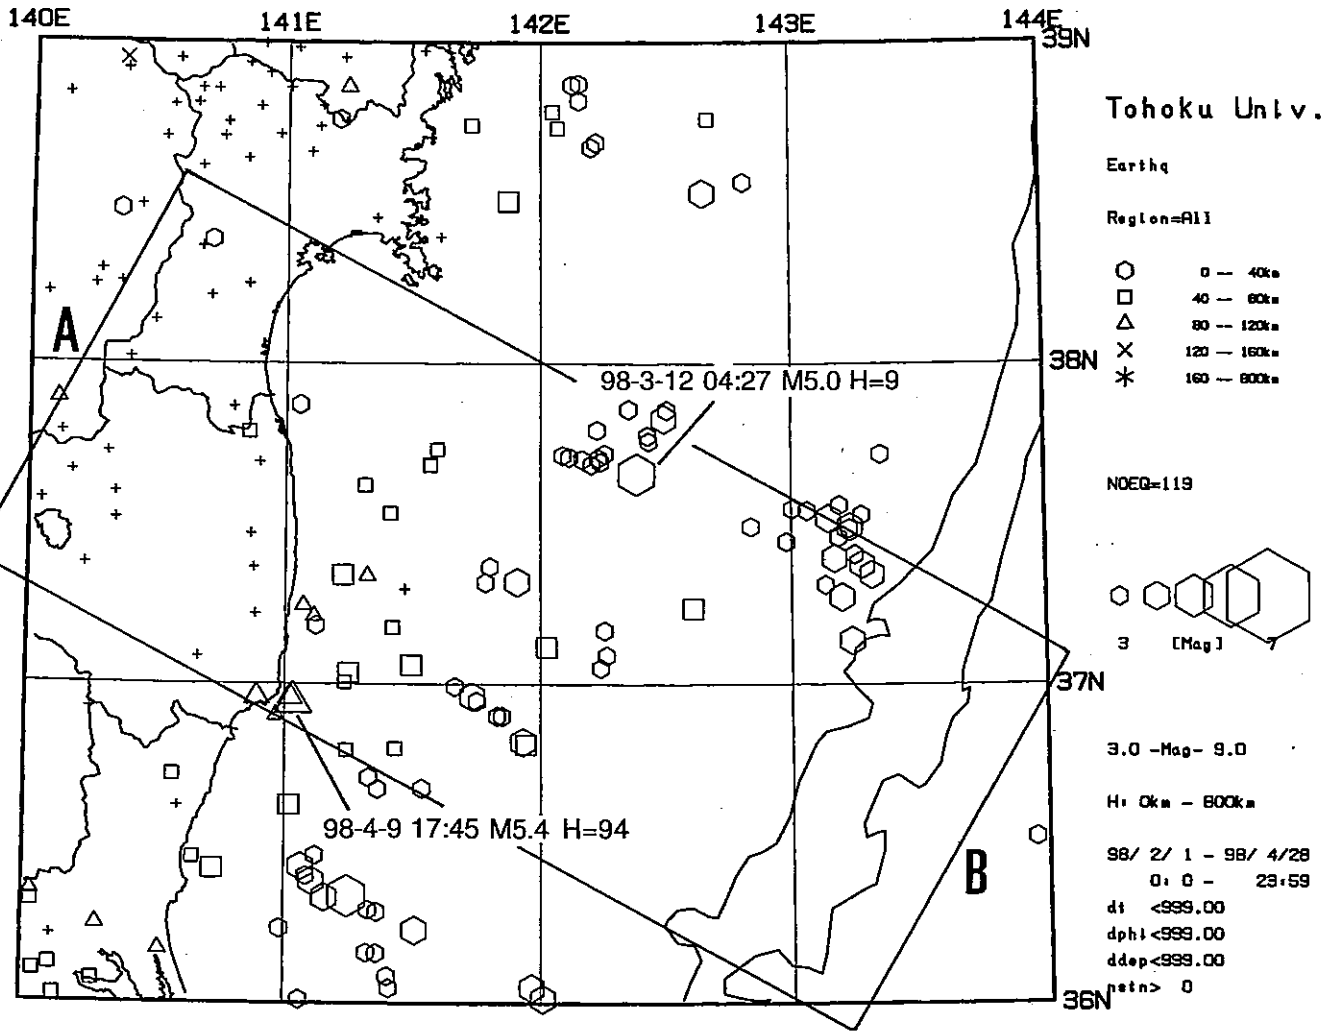 140E 141E 142E 143E 144E
39N
Tohoku Univ.
Earthq
Region=All
0 -- 40km
40 -- 80km
80 -- 120km
120 -- 160km
160 -- 800km
A
38N
98-3-12 04:27 M5.0 H=9
NOEQ=119
3 [Mag] 7
37N
3.0 -Mag- 9.0
H: 0km - 800km
98-4-9 17:45 M5.4 H=94
B
98/ 2/ 1 - 98/ 4/28
0: 0 - 23:59
dt <999.00
dphi<999.00
ddep<999.00
nstn> 0
36N